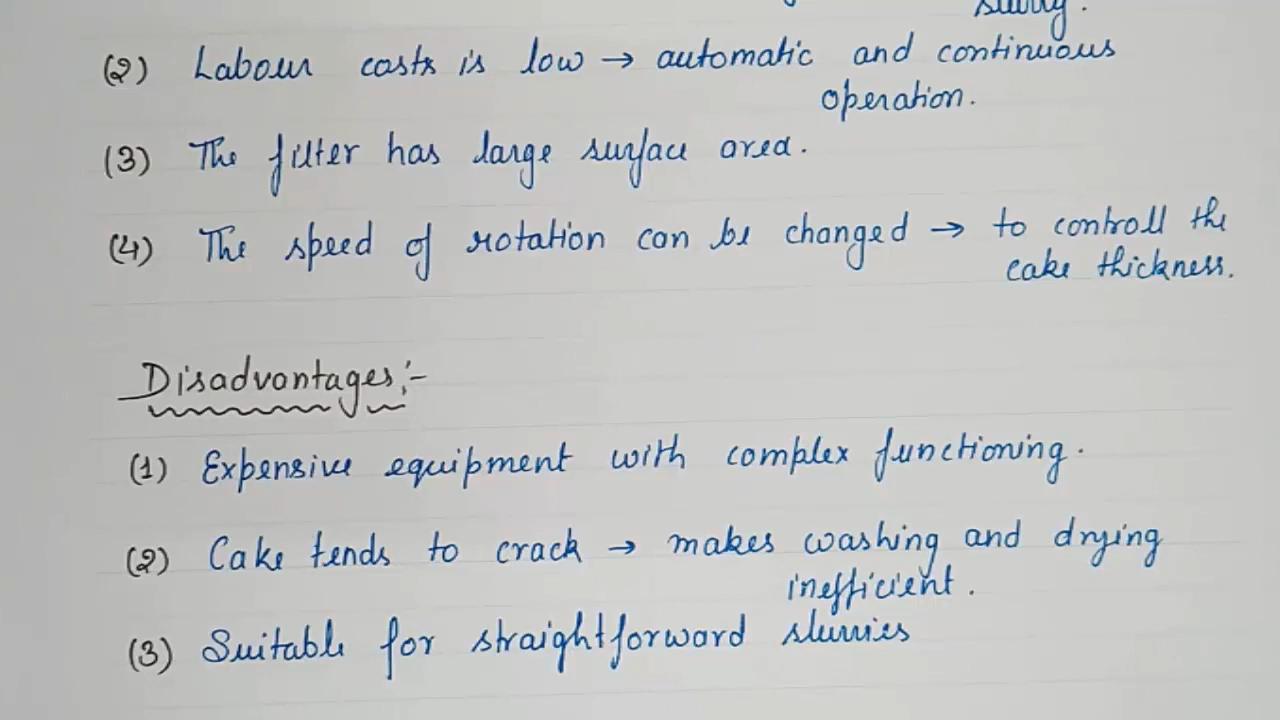 slurry.
(2) Labour costs is low → automatic and continuous
operation.
(3) The filter has large surface area.
(4) The speed of rotation can be changed → to controll the
cake thickness.
Disadvantages:-
(1) Expensive equipment with complex functioning.
(2) Cake tends to crack → makes washing and drying
inefficient.
(3) Suitable for straightforward slurries